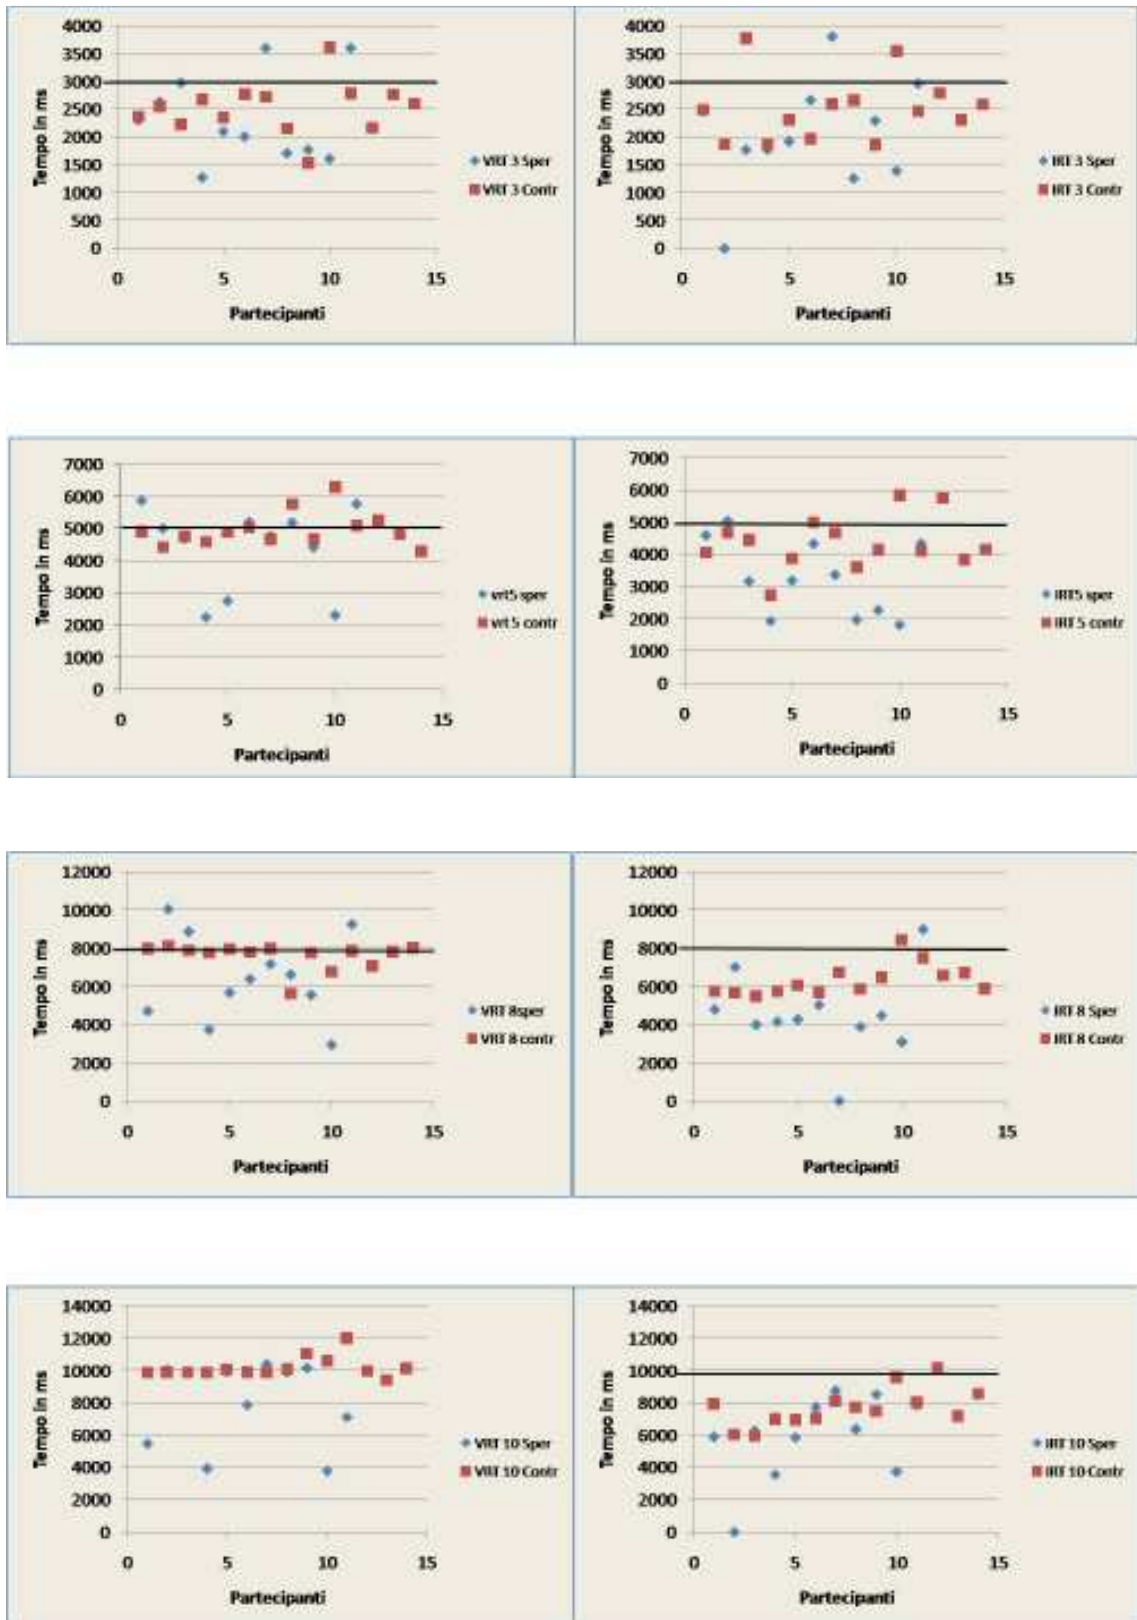 4000
3500
3000
2500
2000
1500
1000
500
0
0 5 10 15
Tempo in ms
Partecipanti
VRT 3 Sper
VRT 3 Contr
4000
3500
3000
2500
2000
1500
1000
500
0
0 5 10 15
Tempo in ms
Partecipanti
IRT 3 Sper
IRT 3 Contr
7000
6000
5000
4000
3000
2000
1000
0
0 5 10 15
Tempo in ms
Partecipanti
vrt5 sper
vrt 5 contr
7000
6000
5000
4000
3000
2000
1000
0
0 5 10 15
Tempo in ms
Partecipanti
IRT5 sper
IRT 5 contr
12000
10000
8000
6000
4000
2000
0
0 5 10 15
Tempo in ms
Partecipanti
VRT 8sper
VRT 8 contr
12000
10000
8000
6000
4000
2000
0
0 5 10 15
Tempo in ms
Partecipanti
IRT 8 Sper
IRT 8 Contr
14000
12000
10000
8000
6000
4000
2000
0
0 5 10 15
Tempo in ms
Partecipanti
VRT 10 Sper
VRT 10 Contr
14000
12000
10000
8000
6000
4000
2000
0
0 5 10 15
Tempo in ms
Partecipanti
IRT 10 Sper
IRT 10 Contr